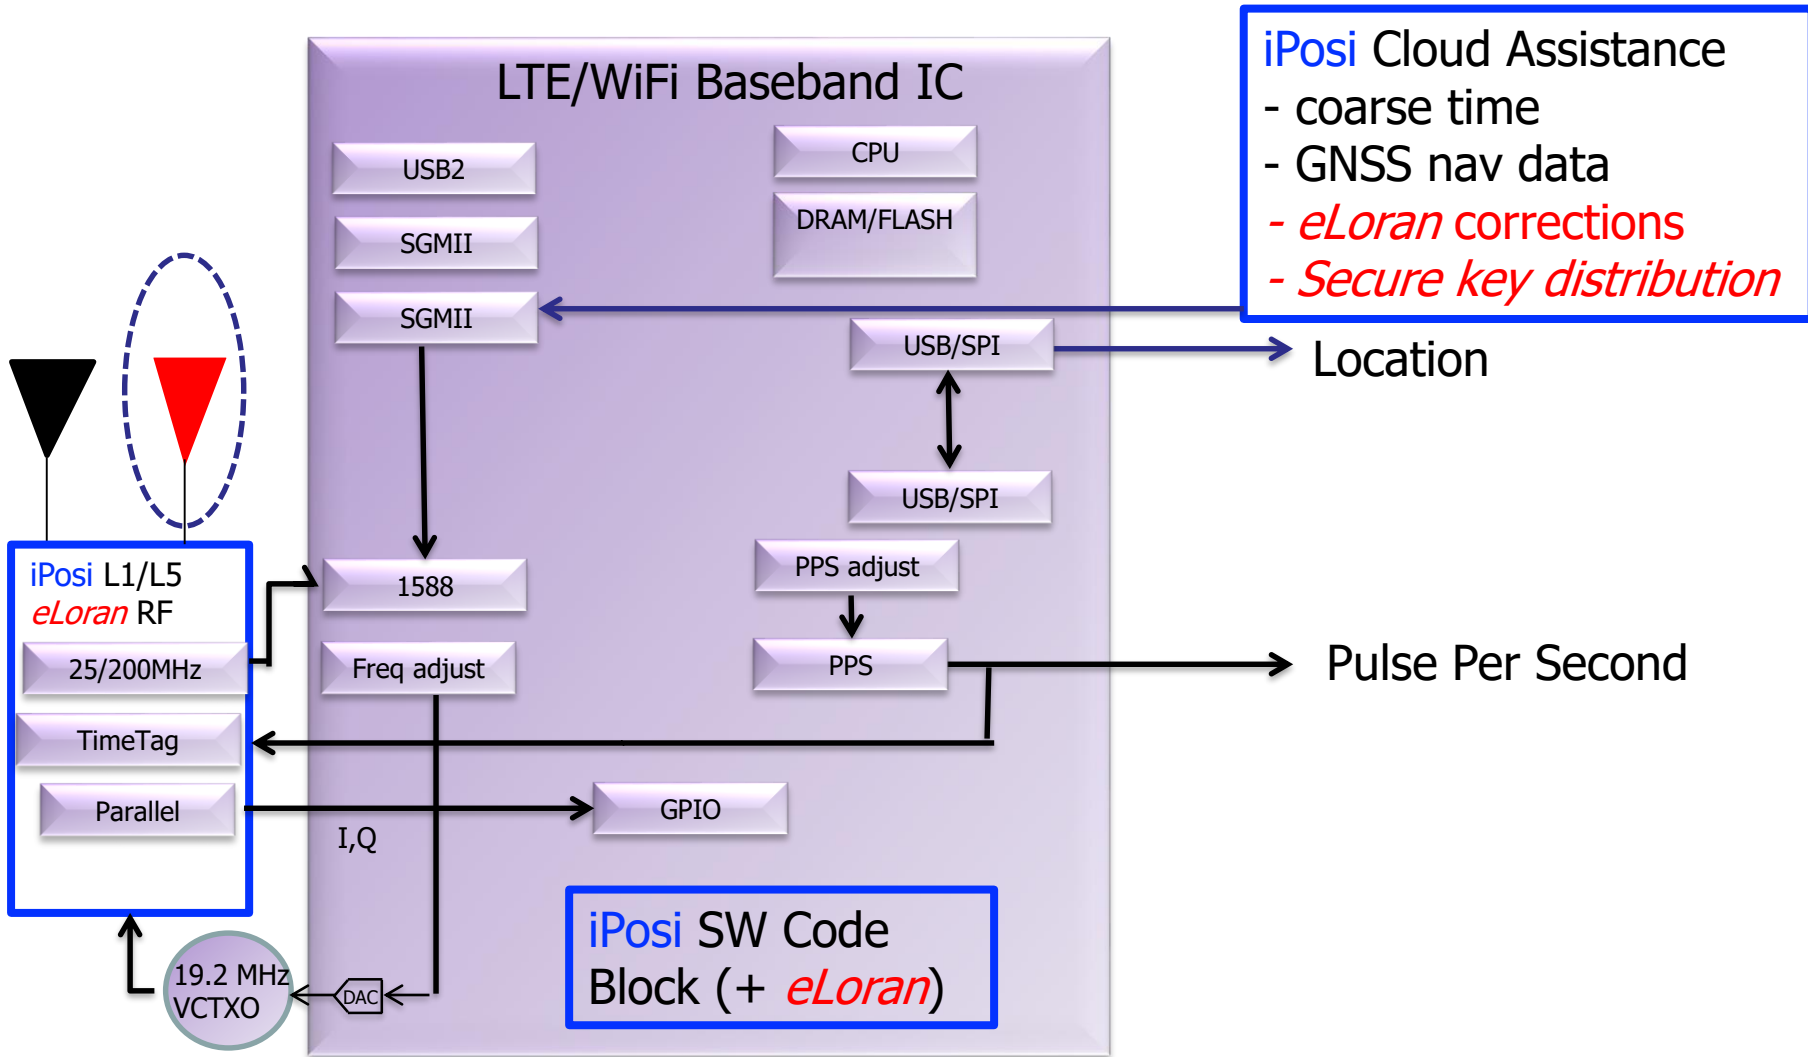 LTE/WiFi Baseband IC
USB2
SGMII
SGMII
CPU
DRAM/FLASH
USB/SPI
USB/SPI
iPosi Cloud Assistance
- coarse time
- GNSS nav data
- eLoran corrections
- Secure key distribution
Location
iPosi L1/L5
eLoran RF
25/200MHz
TimeTag
Parallel
1588
Freq adjust
PPS adjust
PPS
Pulse Per Second
GPIO
I,Q
19.2 MHz
VCTXO
DAC
iPosi SW Code
Block (+ eLoran)